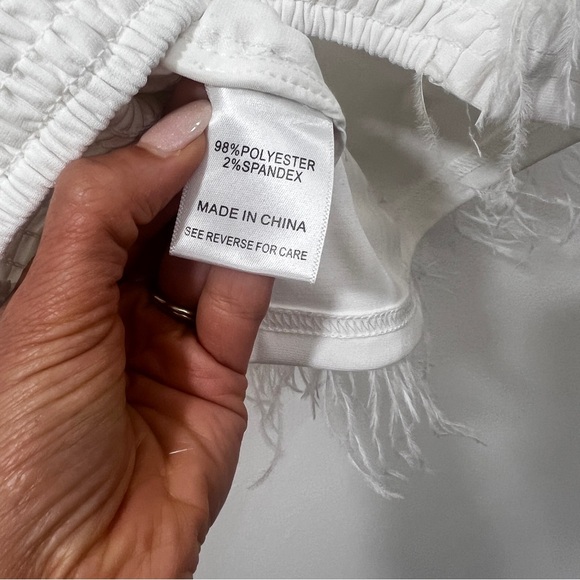 98%POLYESTER
2%SPANDEX
MADE IN CHINA
SEE REVERSE FOR CARE